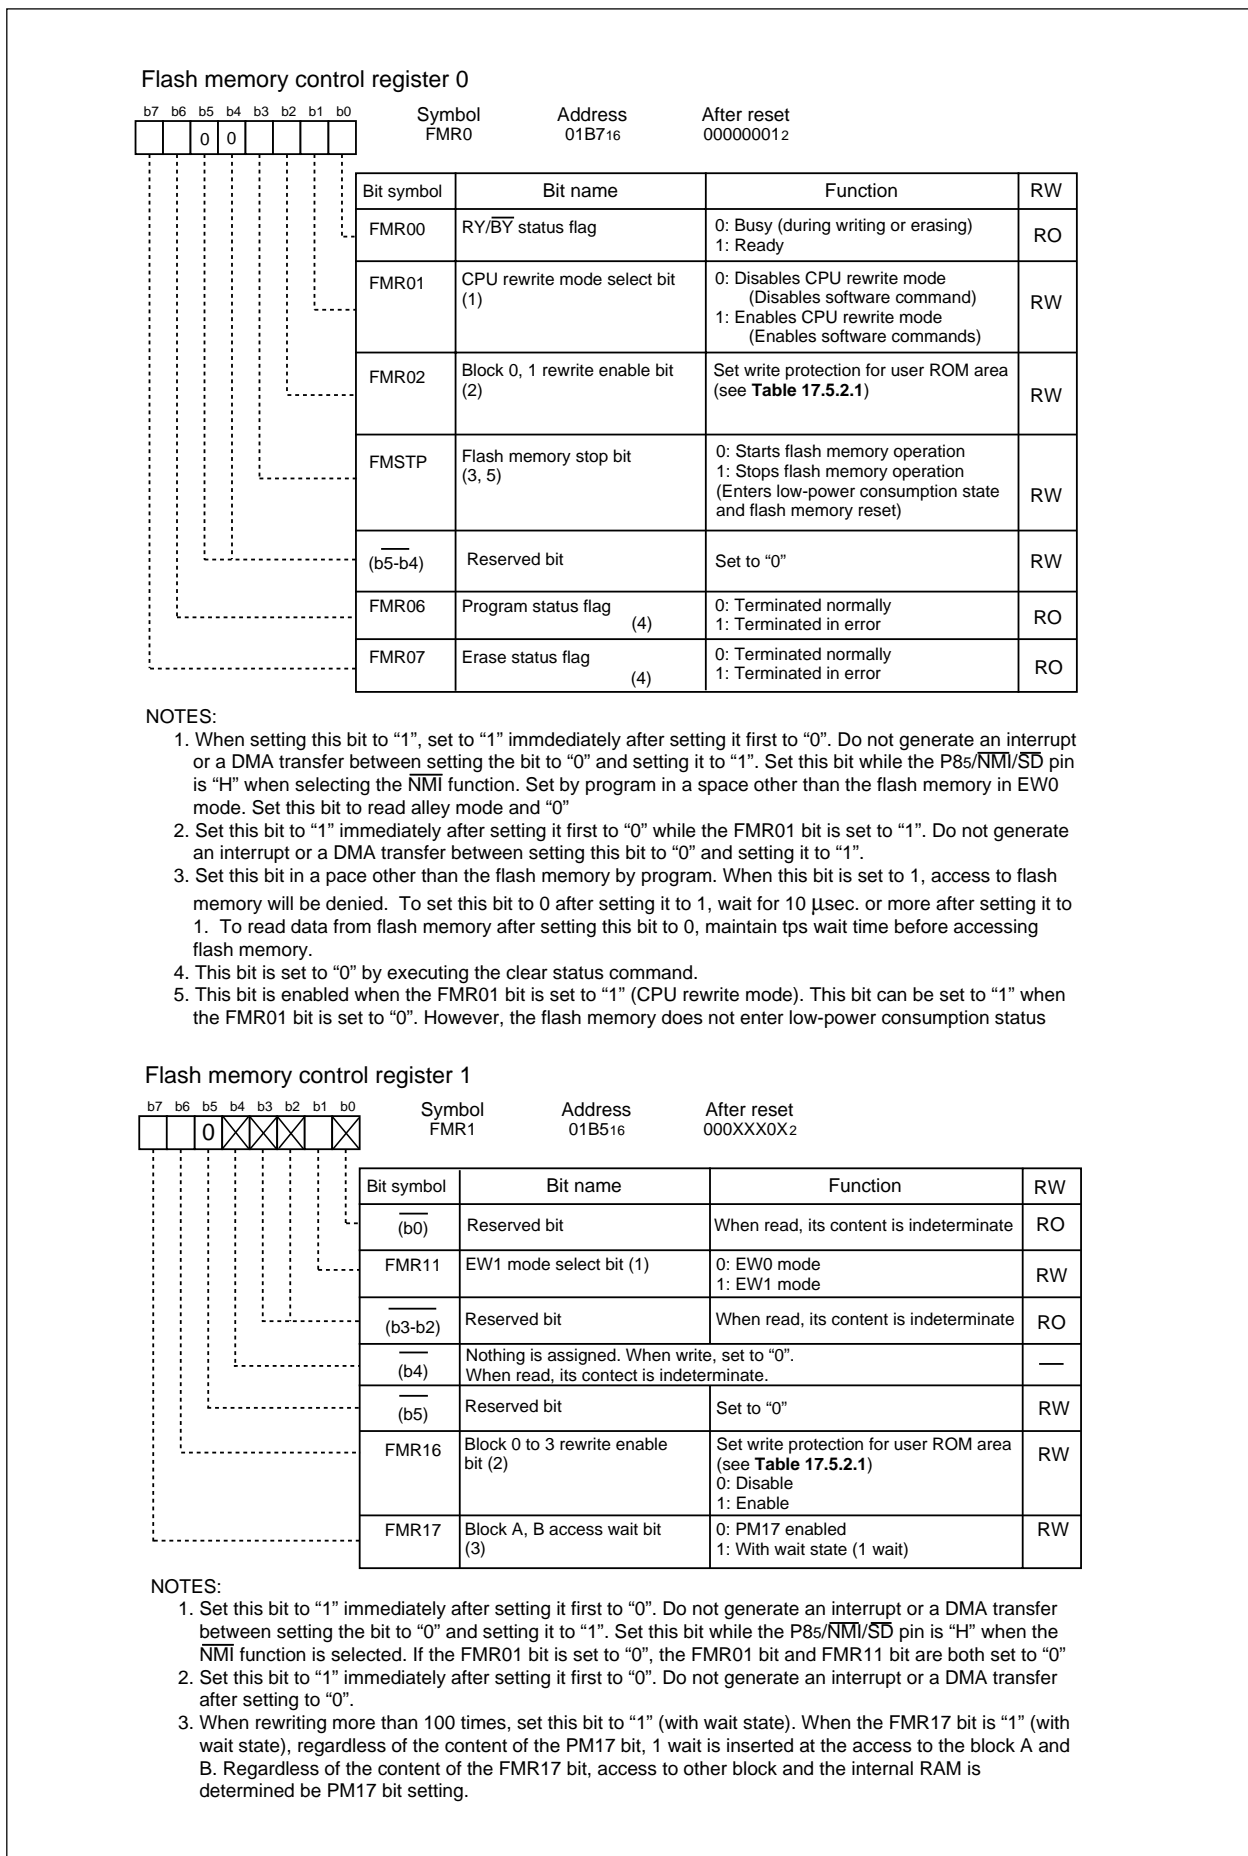 Flash memory control register 0
b7 b6 b5 b4 b3 b2 b1 b0
0 0
Symbol Address After reset
FMR0 01B716 000000012
Bit symbol Bit name Function RW
FMR00 RY/BY status flag 0: Busy (during writing or erasing)
1: Ready
RO
FMR01 CPU rewrite mode select bit
(1)
0: Disables CPU rewrite mode
(Disables software command)
1: Enables CPU rewrite mode
(Enables software commands)
RW
FMR02 Block 0, 1 rewrite enable bit
(2)
Set write protection for user ROM area
(see Table 17.5.2.1)
RW
FMSTP Flash memory stop bit
(3, 5)
0: Starts flash memory operation
1: Stops flash memory operation
(Enters low-power consumption state
and flash memory reset)
RW
(b5-b4) Reserved bit Set to “0” RW
FMR06 Program status flag
(4)
0: Terminated normally
1: Terminated in error
RO
FMR07 Erase status flag
(4)
0: Terminated normally
1: Terminated in error
RO
NOTES:
1. When setting this bit to “1”, set to “1” immdediately after setting it first to “0”. Do not generate an interrupt
or a DMA transfer between setting the bit to “0” and setting it to “1”. Set this bit while the P85/NMI/SD pin
is “H” when selecting the NMI function. Set by program in a space other than the flash memory in EW0
mode. Set this bit to read alley mode and “0”
2. Set this bit to “1” immediately after setting it first to “0” while the FMR01 bit is set to “1”. Do not generate
an interrupt or a DMA transfer between setting this bit to “0” and setting it to “1”.
3. Set this bit in a pace other than the flash memory by program. When this bit is set to 1, access to flash
memory will be denied. To set this bit to 0 after setting it to 1, wait for 10 μsec. or more after setting it to
1. To read data from flash memory after setting this bit to 0, maintain tps wait time before accessing
flash memory.
4. This bit is set to “0” by executing the clear status command.
5. This bit is enabled when the FMR01 bit is set to “1” (CPU rewrite mode). This bit can be set to “1” when
the FMR01 bit is set to “0”. However, the flash memory does not enter low-power consumption status
Flash memory control register 1
b7 b6 b5 b4 b3 b2 b1 b0
0
Symbol Address After reset
FMR1 01B516 000XXX0X2
Bit symbol Bit name Function RW
(b0) Reserved bit When read, its content is indeterminate RO
FMR11 EW1 mode select bit (1) 0: EW0 mode
1: EW1 mode
RW
(b3-b2) Reserved bit When read, its content is indeterminate RO
(b4) Nothing is assigned. When write, set to “0”.
When read, its contect is indeterminate.
—
(b5) Reserved bit Set to “0” RW
FMR16 Block 0 to 3 rewrite enable
bit (2)
Set write protection for user ROM area
(see Table 17.5.2.1)
0: Disable
1: Enable
RW
FMR17 Block A, B access wait bit
(3)
0: PM17 enabled
1: With wait state (1 wait)
RW
NOTES:
1. Set this bit to “1” immediately after setting it first to “0”. Do not generate an interrupt or a DMA transfer
between setting the bit to “0” and setting it to “1”. Set this bit while the P85/NMI/SD pin is “H” when the
NMI function is selected. If the FMR01 bit is set to “0”, the FMR01 bit and FMR11 bit are both set to “0”
2. Set this bit to “1” immediately after setting it first to “0”. Do not generate an interrupt or a DMA transfer
after setting to “0”.
3. When rewriting more than 100 times, set this bit to “1” (with wait state). When the FMR17 bit is “1” (with
wait state), regardless of the content of the PM17 bit, 1 wait is inserted at the access to the block A and
B. Regardless of the content of the FMR17 bit, access to other block and the internal RAM is
determined be PM17 bit setting.